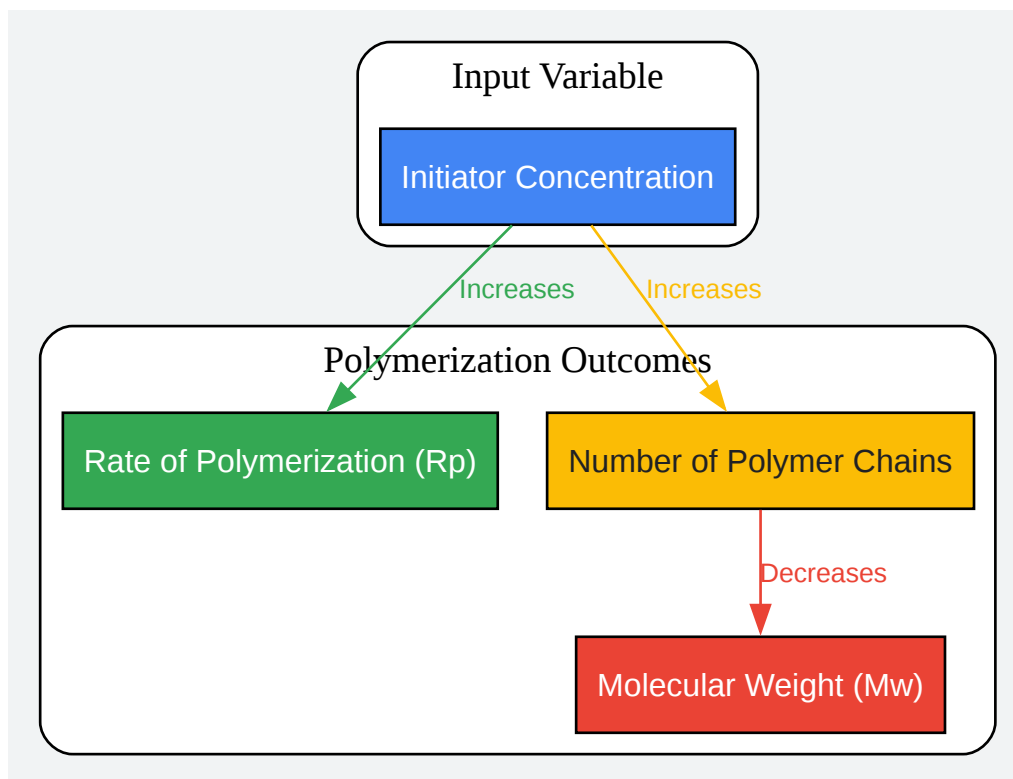 Input Variable
Initiator Concentration
Increases
Increases
Polymerization Outcomes
Rate of Polymerization (Rp)
Number of Polymer Chains
Decreases
Molecular Weight (Mw)